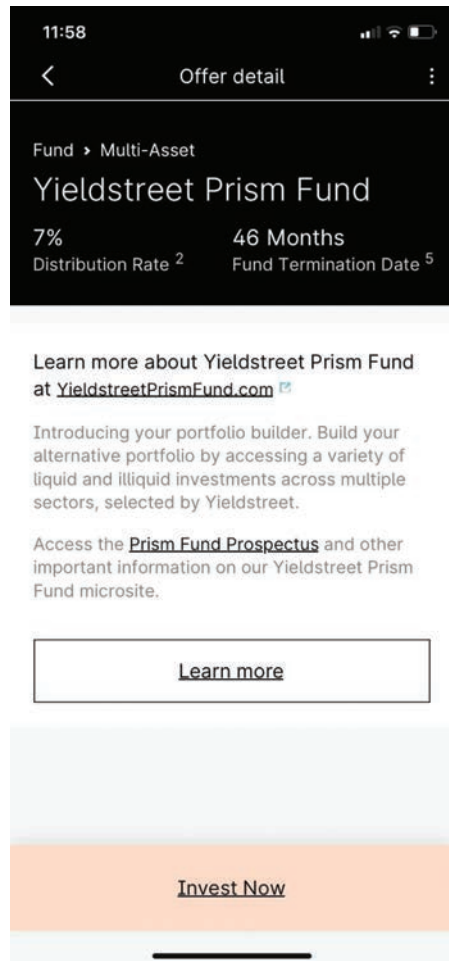 11:58
Offer detail
Fund › Multi-Asset
Yieldstreet Prism Fund
7%
46 Months
Distribution Rate 2
Fund Termination Date 5
Learn more about Yieldstreet Prism Fund
at YieldstreetPrismFund.com
Introducing your portfolio builder. Build your
alternative portfolio by accessing a variety of
liquid and illiquid investments across multiple
sectors, selected by Yieldstreet.
Access the Prism Fund Prospectus and other
important information on our Yieldstreet Prism
Fund microsite.
Learn more
Invest Now